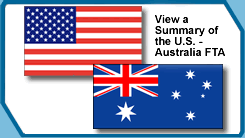 View a
Summary of
the U.S. -
Australia FTA